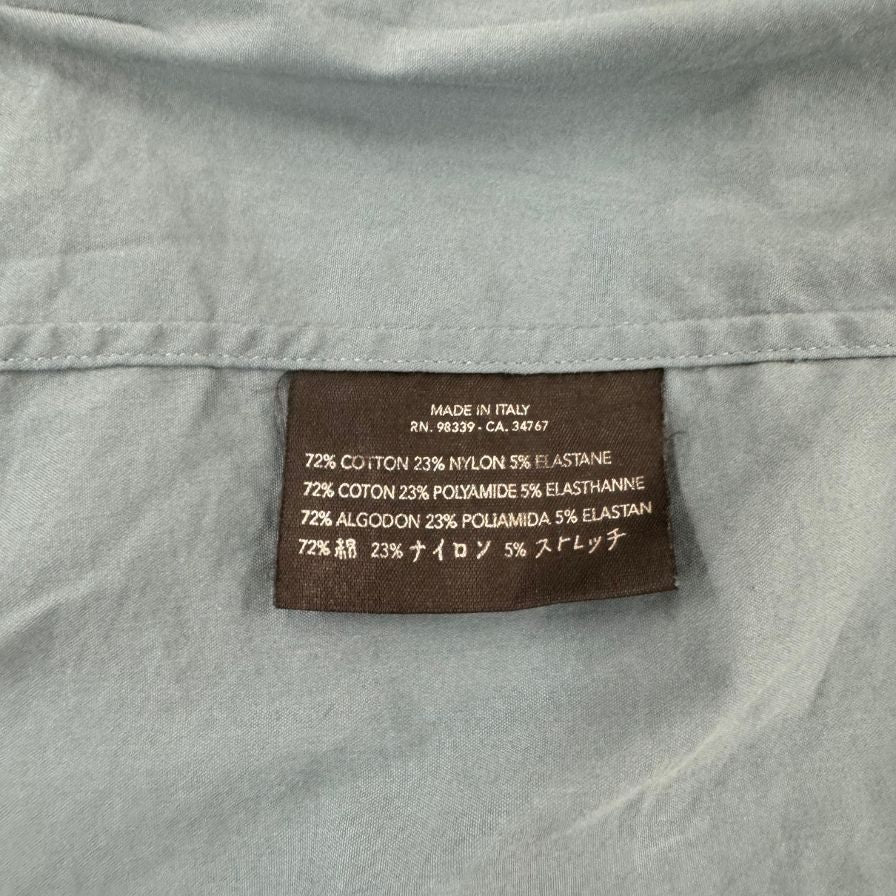 MADE IN ITALY
RN. 98339 - CA. 34767
72% COTTON 23% NYLON 5% ELASTANE
72% COTON 23% POLYAMIDE 5% ELASTHANNE
72% ALGODON 23% POLIAMIDA 5% ELASTAN
72% 綿 23% ナイロン 5% ストレッチ